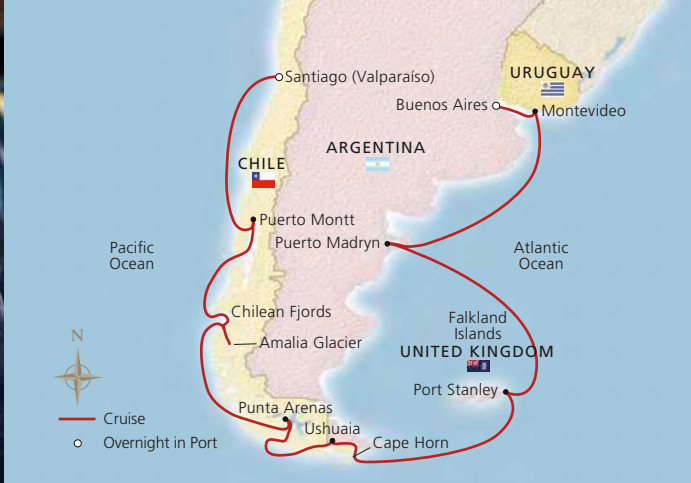 Santiago (Valparaíso)
URUGUAY
Buenos Aires
Montevideo
ARGENTINA
CHILE
Puerto Montt
Puerto Madryn
Pacific
Ocean
Atlantic
Ocean
Chilean Fjords
Falkland
Islands
Amalia Glacier
UNITED KINGDOM
N
Port Stanley
Punta Arenas
Cruise
Ushuaia
Overnight in Port
Cape Horn